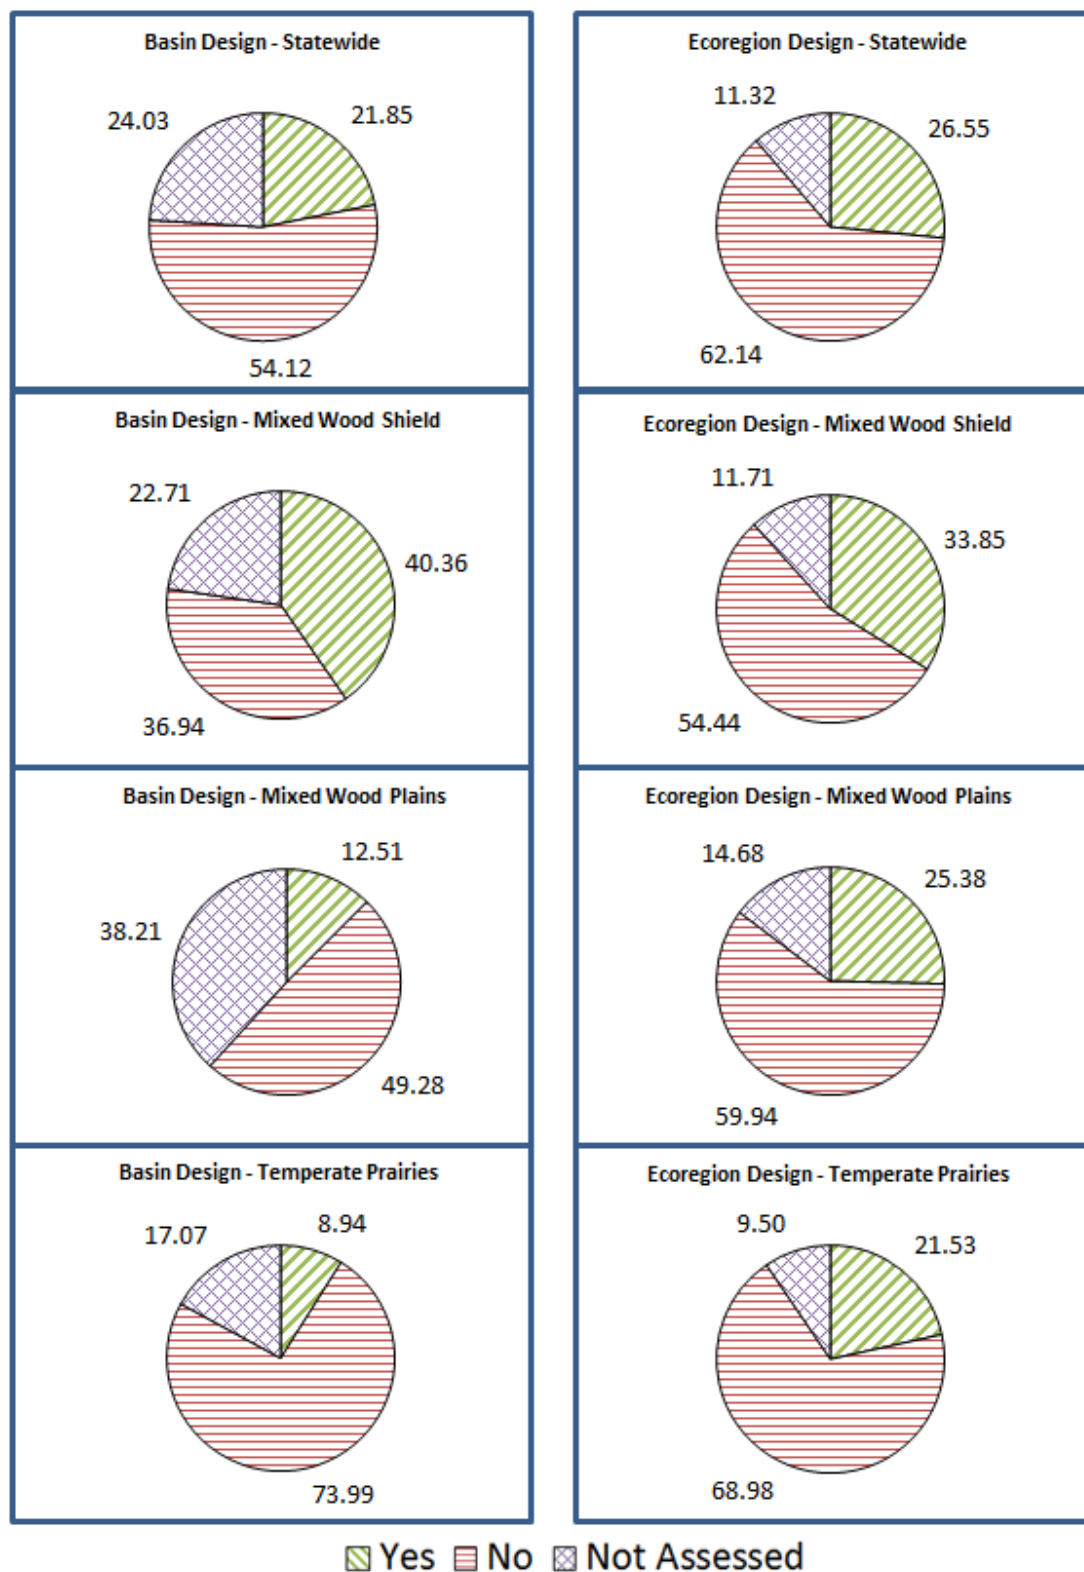 Basin Design - Statewide
24.03
21.85
54.12
Ecoregion Design - Statewide
11.32
26.55
62.14
Basin Design - Mixed Wood Shield
22.71
40.36
36.94
Ecoregion Design - Mixed Wood Shield
11.71
33.85
54.44
Basin Design - Mixed Wood Plains
12.51
38.21
49.28
Ecoregion Design - Mixed Wood Plains
14.68
25.38
59.94
Basin Design - Temperate Prairies
17.07
8.94
73.99
Ecoregion Design - Temperate Prairies
9.50
21.53
68.98
Yes No Not Assessed